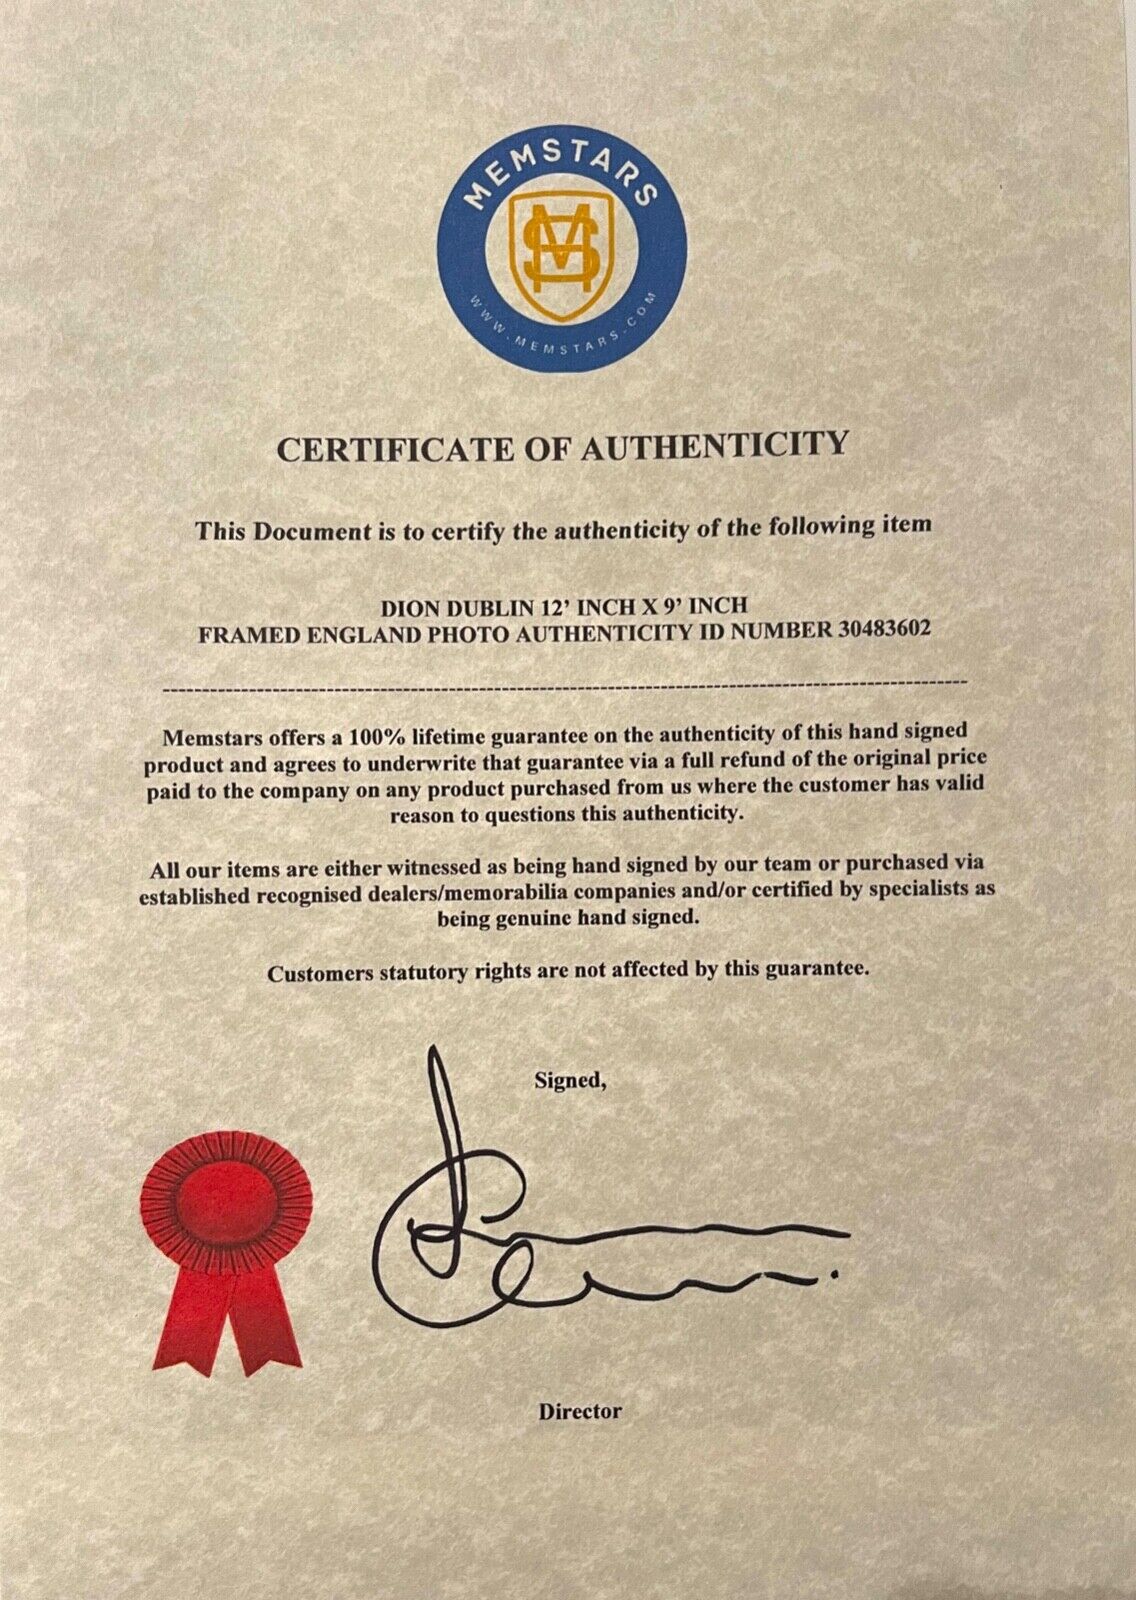 MEMSTARS
MSH
WWW.MEMSTARS.COM
CERTIFICATE OF AUTHENTICITY
This Document is to certify the authenticity of the following item
DION DUBLIN 12’ INCH X 9’ INCH
FRAMED ENGLAND PHOTO AUTHENTICITY ID NUMBER 30483602
Memstars offers a 100% lifetime guarantee on the authenticity of this hand signed
product and agrees to underwrite that guarantee via a full refund of the original price
paid to the company on any product purchased from us where the customer has valid
reason to questions this authenticity.
All our items are either witnessed as being hand signed by our team or purchased via
established recognised dealers/memorabilia companies and/or certified by specialists as
being genuine hand signed.
Customers statutory rights are not affected by this guarantee.
Signed,
Director